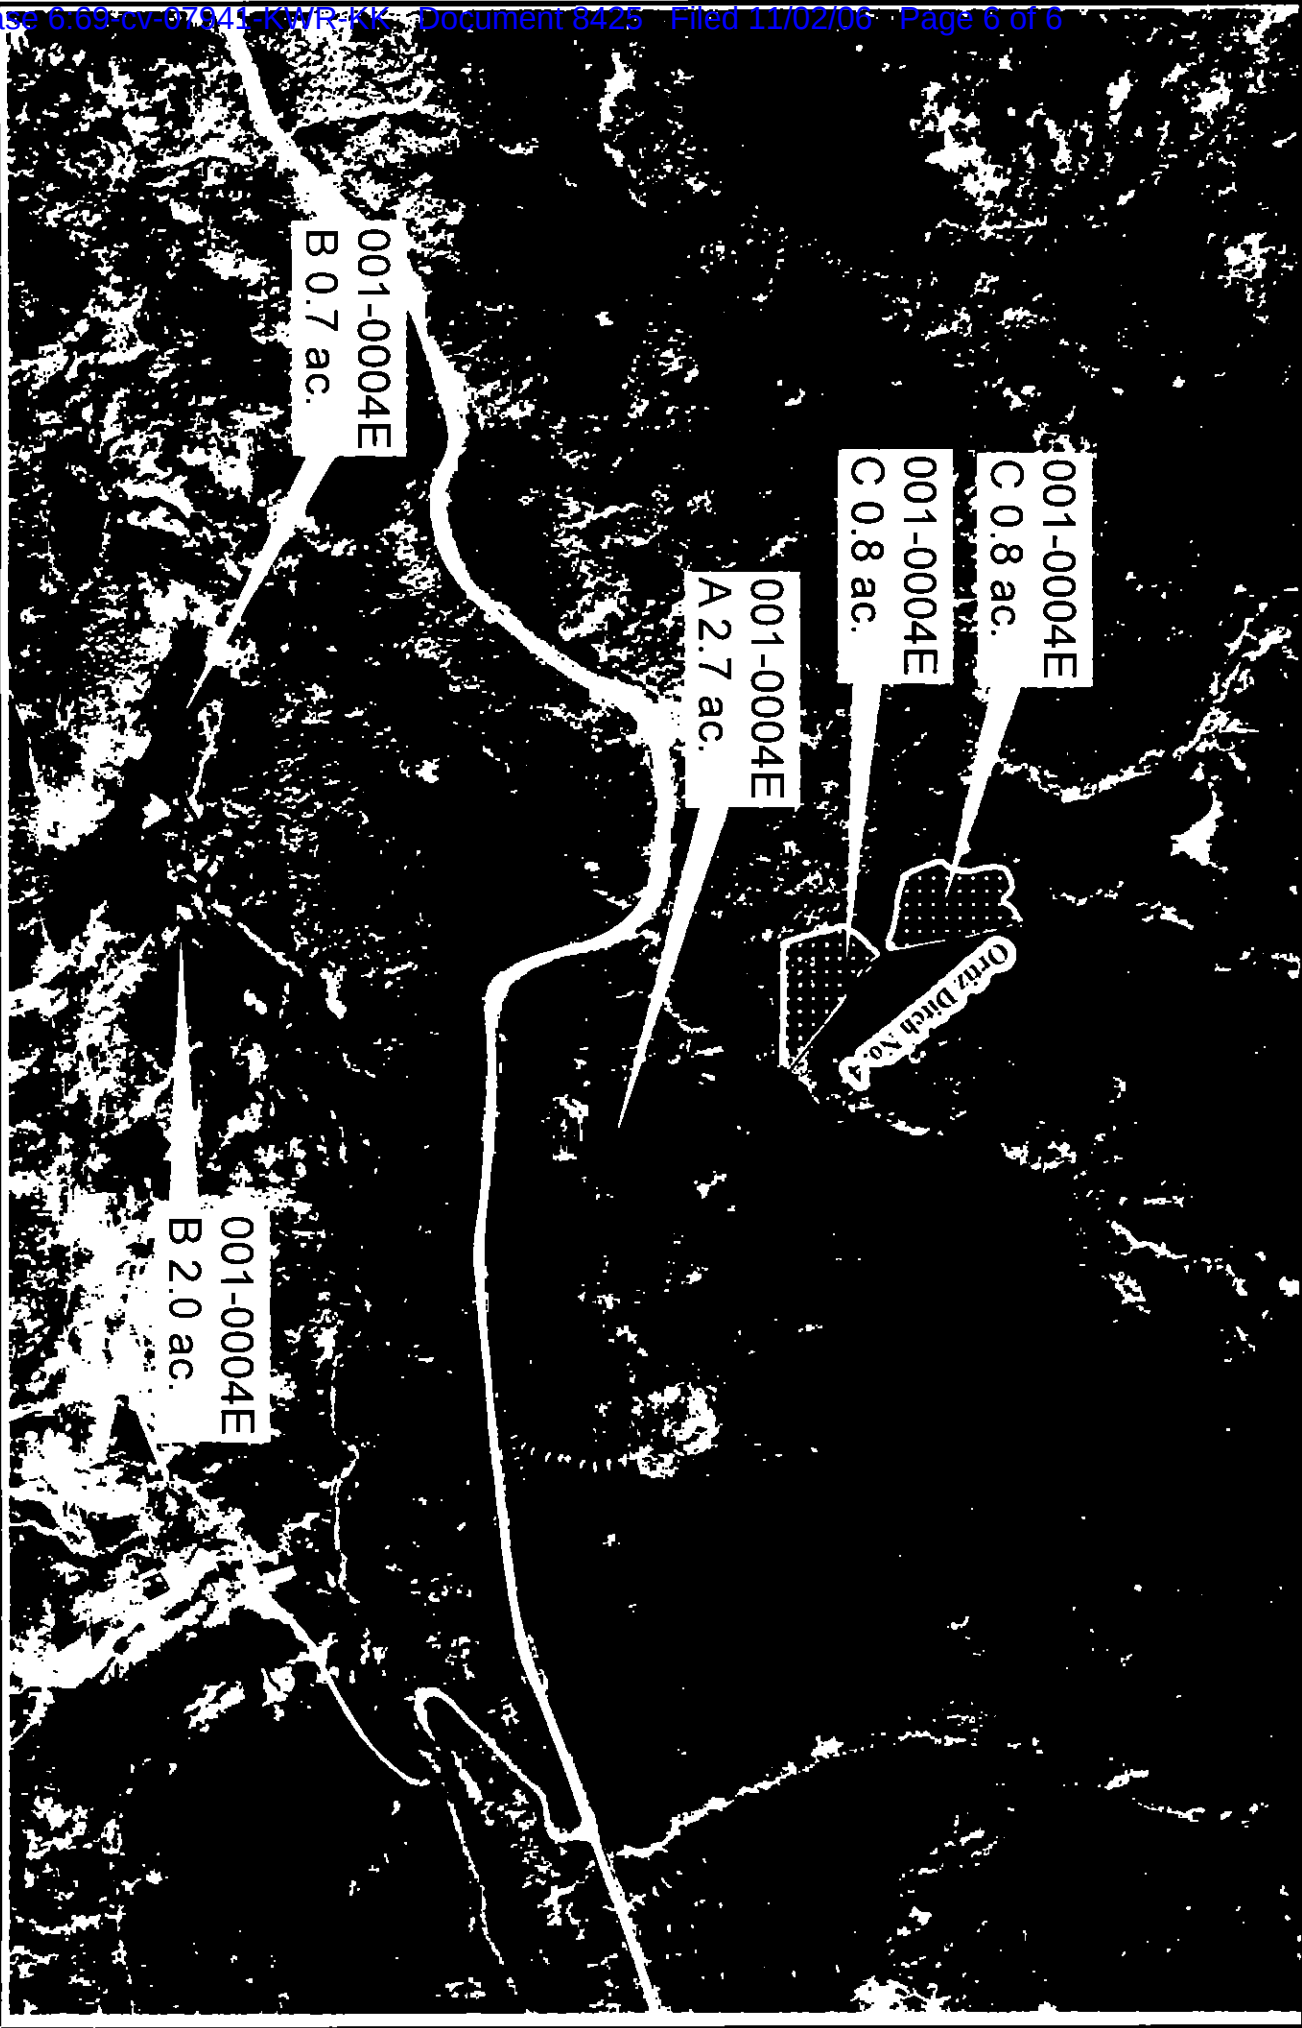 se 6:69-cv-07941-KWR-KK Document 8425 Filed 11/02/06 Page 6 of 6
001-0004E
C 0.8 ac.
001-0004E
C 0.8 ac.
001-0004E
A 2.7 ac.
001-0004E
B 0.7 ac.
001-0004E
B 2.0 ac.
Ortiz Ditch No.